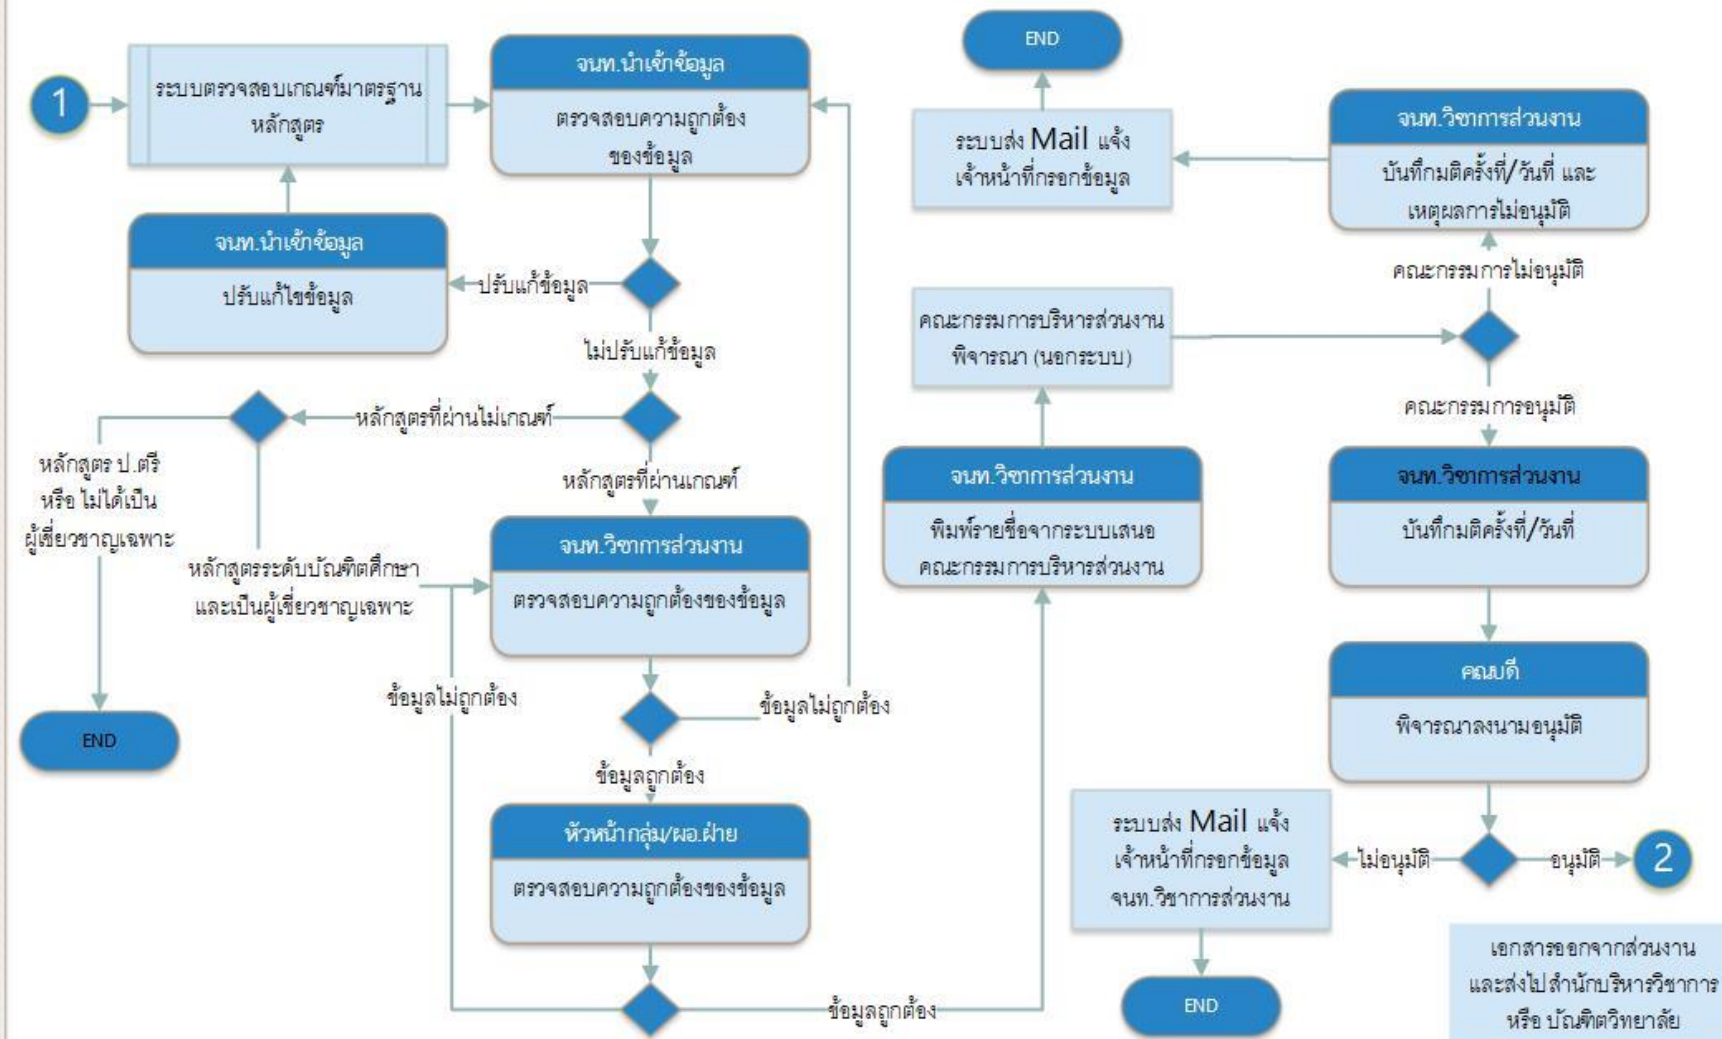 1
ระบบตรวจสอบเกณฑ์มาตรฐาน
หลักสูตร
จนท.นำเข้าข้อมูล
ตรวจสอบความถูกต้อง
ของข้อมูล
จนท.นำเข้าข้อมูล
ปรับแก้ไขข้อมูล
ปรับแก้ข้อมูล
ไม่ปรับแก้ข้อมูล
หลักสูตรที่ผ่านไม่เกณฑ์
หลักสูตร ป.ตรี
หรือ ไม่ได้เป็น
ผู้เชี่ยวชาญเฉพาะ
หลักสูตรที่ผ่านเกณฑ์
หลักสูตรระดับบัณฑิตศึกษา
และเป็นผู้เชี่ยวชาญเฉพาะ
จนท.วิชาการส่วนงาน
ตรวจสอบความถูกต้องของข้อมูล
ข้อมูลไม่ถูกต้อง
ข้อมูลไม่ถูกต้อง
END
ข้อมูลถูกต้อง
หัวหน้ากลุ่ม/ผอ.ฝ่าย
ตรวจสอบความถูกต้องของข้อมูล
ข้อมูลถูกต้อง
END
ระบบส่ง Mail แจ้ง
เจ้าหน้าที่กรอกข้อมูล
จนท.วิชาการส่วนงาน
บันทึกมติครั้งที่/วันที่ และ
เหตุผลการไม่อนุมัติ
คณะกรรมการไม่อนุมัติ
คณะกรรมการบริหารส่วนงาน
พิจารณา (นอกระบบ)
คณะกรรมการอนุมัติ
จนท.วิชาการส่วนงาน
พิมพ์รายชื่อจากระบบเสนอ
คณะกรรมการบริหารส่วนงาน
จนท.วิชาการส่วนงาน
บันทึกมติครั้งที่/วันที่
คณบดี
พิจารณาลงนามอนุมัติ
ระบบส่ง Mail แจ้ง
เจ้าหน้าที่กรอกข้อมูล
จนท.วิชาการส่วนงาน
ไม่อนุมัติ
อนุมัติ
2
END
เอกสารออกจากส่วนงาน
และส่งไปสำนักบริหารวิชาการ
หรือ บัณฑิตวิทยาลัย